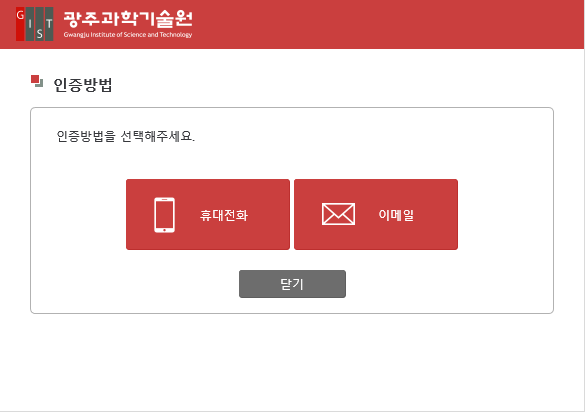 GIST
광주과학기술원
Gwangju Institute of Science and Technology
인증방법
인증방법을 선택해주세요.
휴대전화
이메일
닫기